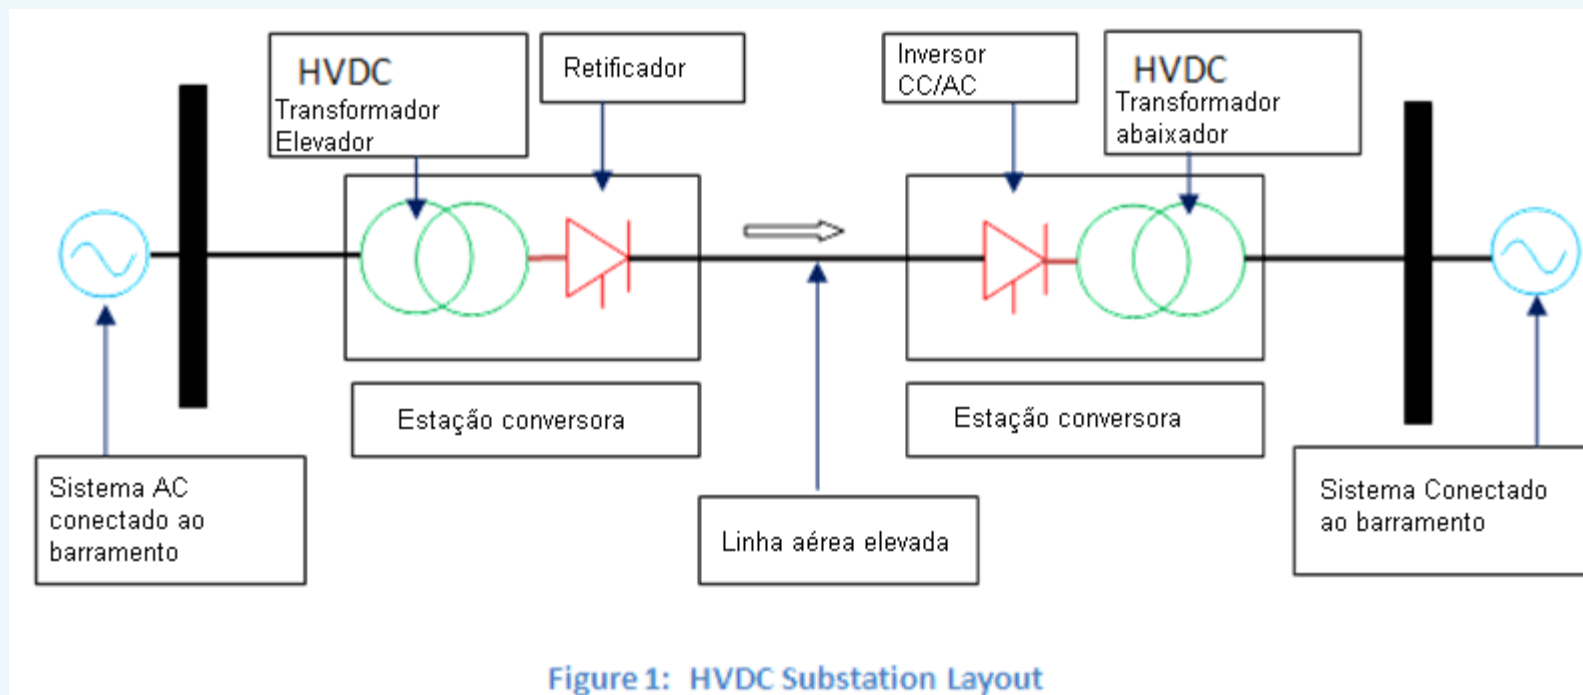 HVDC
Transformador
Elevador
Retificador
Inversor
CC/AC
HVDC
Transformador
abaixador
Estação conversora
Estação conversora
Sistema AC
conectado ao
barramento
Linha aérea elevada
Sistema Conectado
ao barramento
Figure 1: HVDC Substation Layout